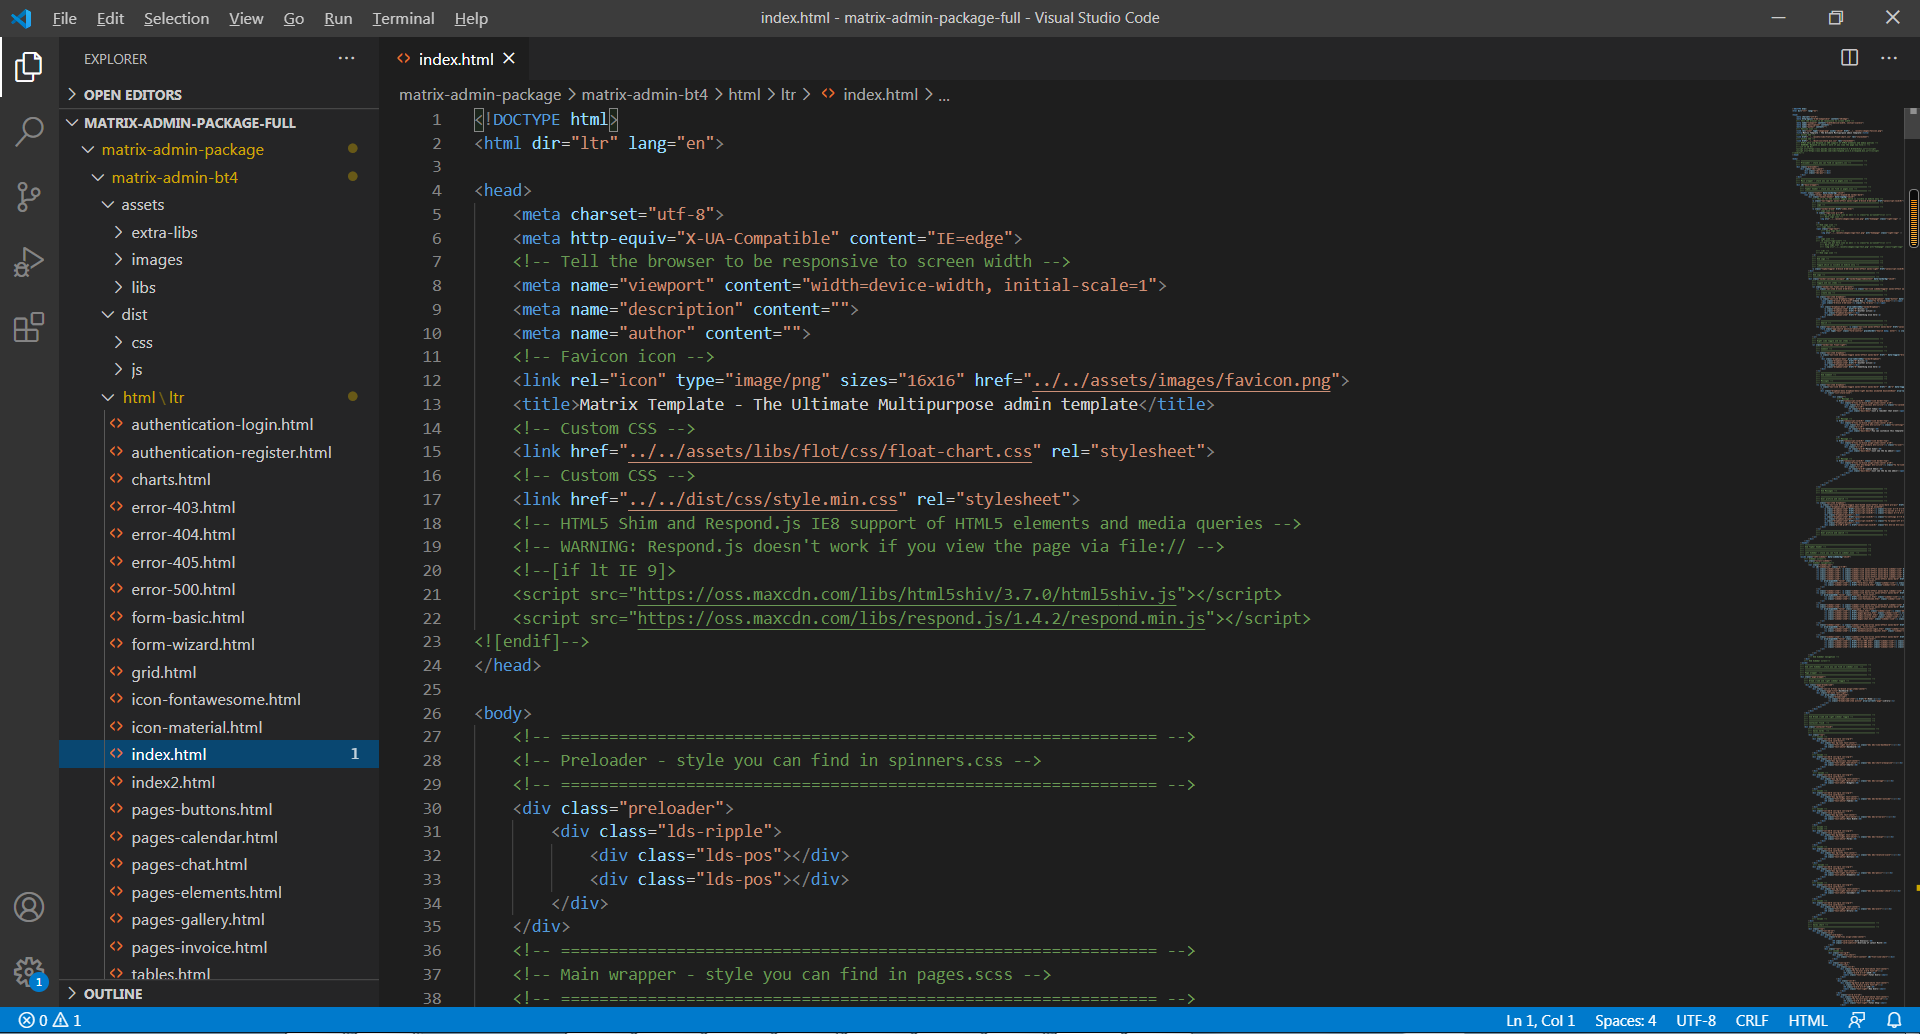 File Edit Selection View Go Run Terminal Help
index.html - matrix-admin-package-full - Visual Studio Code
EXPLORER
OPEN EDITORS
MATRIX-ADMIN-PACKAGE-FULL
matrix-admin-package
matrix-admin-bt4
assets
extra-libs
images
libs
dist
css
js
html \ ltr
authentication-login.html
authentication-register.html
charts.html
error-403.html
error-404.html
error-405.html
error-500.html
form-basic.html
form-wizard.html
grid.html
icon-fontawesome.html
icon-material.html
index.html 1
index2.html
pages-buttons.html
pages-calendar.html
pages-chat.html
pages-elements.html
pages-gallery.html
pages-invoice.html
tables.html
OUTLINE
1
index.html
matrix-admin-package > matrix-admin-bt4 > html > ltr > index.html > ...
1 <!DOCTYPE html>
2 <html dir="ltr" lang="en">
3
4 <head>
5 <meta charset="utf-8">
6 <meta http-equiv="X-UA-Compatible" content="IE=edge">
7 <!-- Tell the browser to be responsive to screen width -->
8 <meta name="viewport" content="width=device-width, initial-scale=1">
9 <meta name="description" content="">
10 <meta name="author" content="">
11 <!-- Favicon icon -->
12 <link rel="icon" type="image/png" sizes="16x16" href="../../assets/images/favicon.png">
13 <title>Matrix Template - The Ultimate Multipurpose admin template</title>
14 <!-- Custom CSS -->
15 <link href="../../assets/libs/flot/css/float-chart.css" rel="stylesheet">
16 <!-- Custom CSS -->
17 <link href="../../dist/css/style.min.css" rel="stylesheet">
18 <!-- HTML5 Shim and Respond.js IE8 support of HTML5 elements and media queries -->
19 <!-- WARNING: Respond.js doesn't work if you view the page via file:// -->
20 <!--[if lt IE 9]>
21 <script src="https://oss.maxcdn.com/libs/html5shiv/3.7.0/html5shiv.js"></script>
22 <script src="https://oss.maxcdn.com/libs/respond.js/1.4.2/respond.min.js"></script>
23 <![endif]-->
24 </head>
25
26 <body>
27 <!-- ============================================================== -->
28 <!-- Preloader - style you can find in spinners.css -->
29 <!-- ============================================================== -->
30 <div class="preloader">
31 <div class="lds-ripple">
32 <div class="lds-pos"></div>
33 <div class="lds-pos"></div>
34 </div>
35 </div>
36 <!-- ============================================================== -->
37 <!-- Main wrapper - style you can find in pages.scss -->
38 <!-- ============================================================== -->
0 1
Ln 1, Col 1 Spaces: 4 UTF-8 CRLF HTML